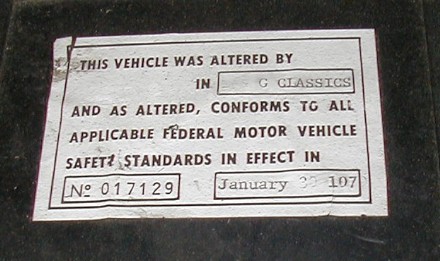 THIS VEHICLE WAS ALTERED BY
IN G CLASSICS
AND AS ALTERED, CONFORMS TO ALL
APPLICABLE FEDERAL MOTOR VEHICLE
SAFETY STANDARDS IN EFFECT IN
Nº 017129 January 197